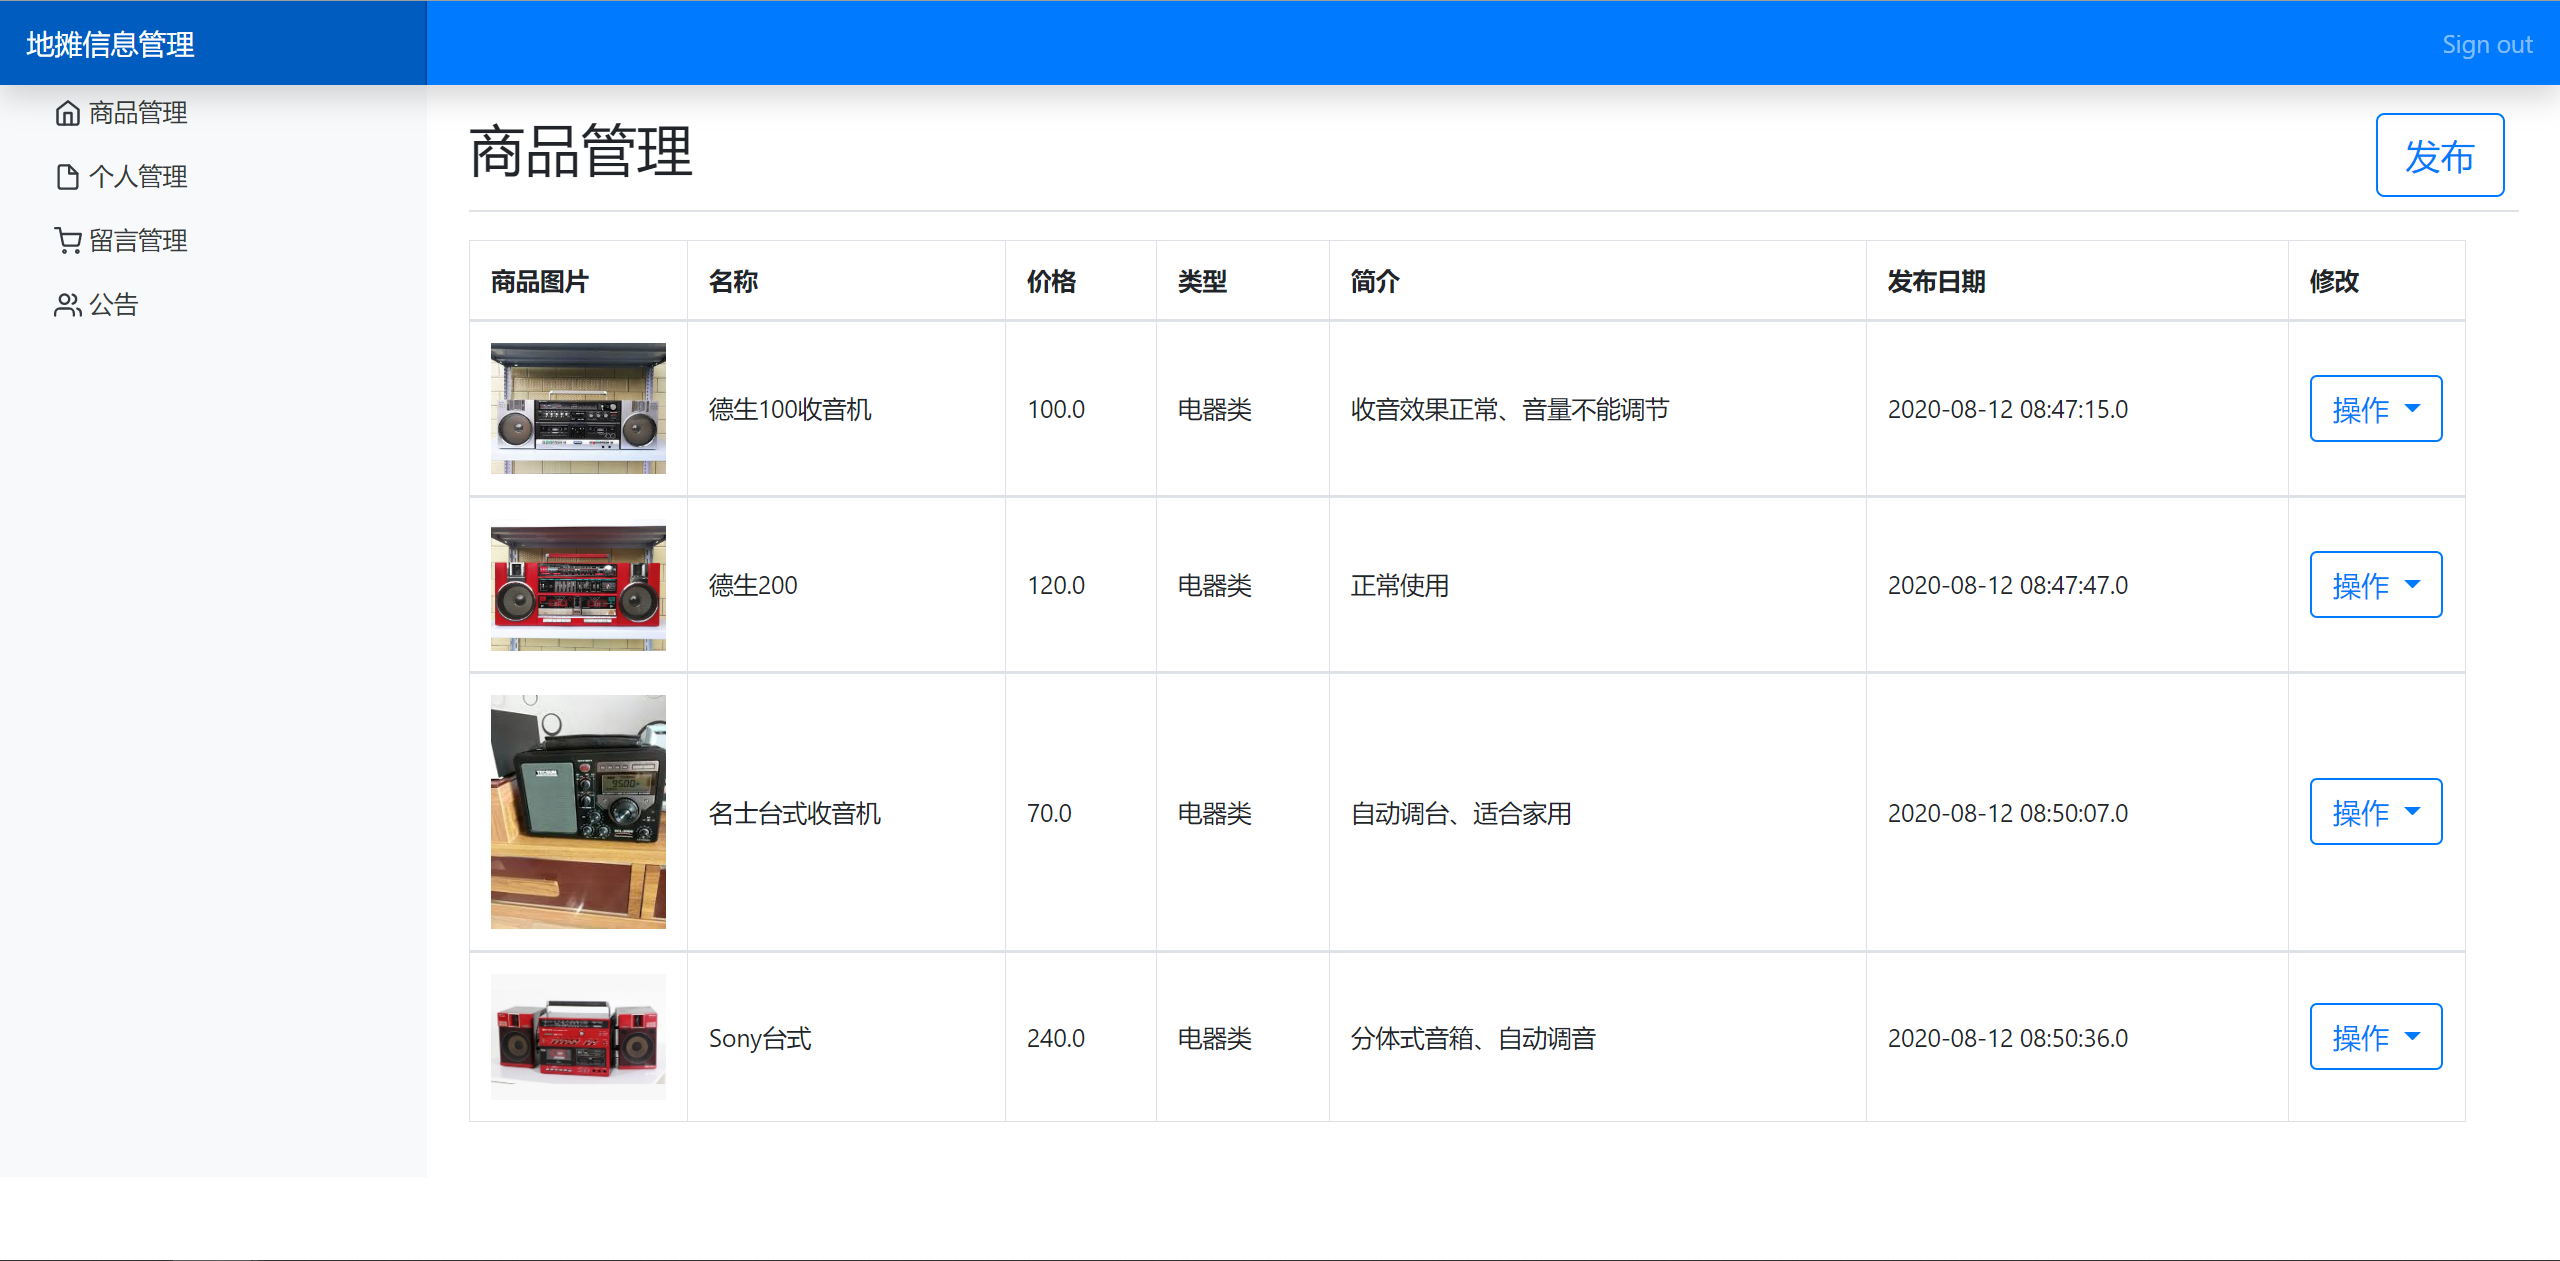 地摊信息管理
Sign out
商品管理
个人管理
留言管理
公告
商品管理
发布
商品图片 名称 价格 类型 简介 发布日期 修改
德生100收音机 100.0 电器类 收音效果正常、音量不能调节 2020-08-12 08:47:15.0 操作
德生200 120.0 电器类 正常使用 2020-08-12 08:47:47.0 操作
TECSUN
名士台式收音机 70.0 电器类 自动调台、适合家用 2020-08-12 08:50:07.0 操作
Sony台式 240.0 电器类 分体式音箱、自动调音 2020-08-12 08:50:36.0 操作